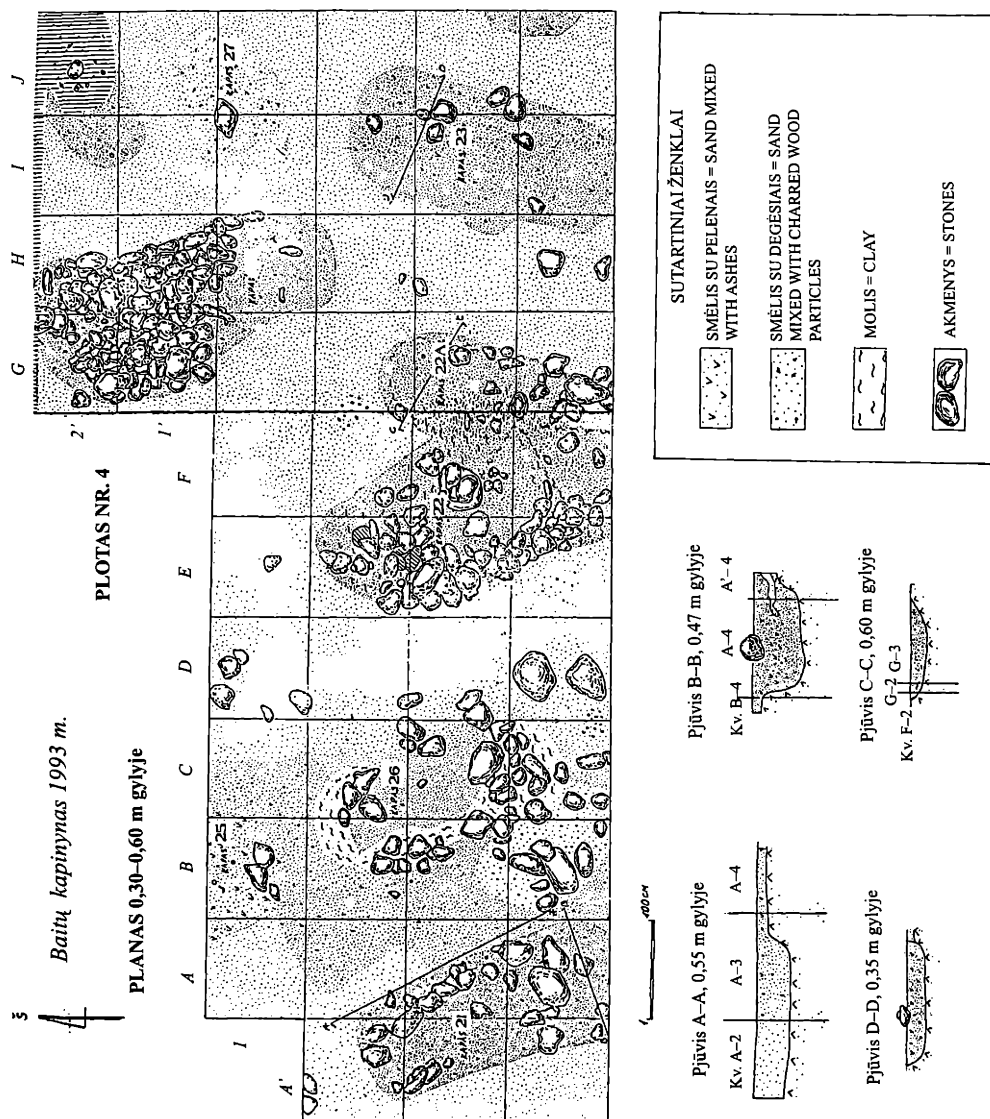 Š
Baitų kapinynas 1993 m.
PLOTAS NR. 4
PLANAS 0,30–0,60 m gylyje
A'
A
B
C
D
E
F
G
H
I
J
2'
1'
1
KAPAS 25
KAPAS 26
KAPAS 21
KAPAS 22
KAPAS 22A
KAPAS 23
KAPAS 27
KAPAS
1 100 CM
Pjūvis A–A, 0,55 m gylyje
Kv. A–2 A–3 A–4
Pjūvis D–D, 0,35 m gylyje
Pjūvis B–B, 0,47 m gylyje
Kv. B–4 A–4 A'–4
Pjūvis C–C, 0,60 m gylyje
Kv. F–2 G–2 G–3
SUTARTINIAI ŽENKLAI
SMĖLIS SU PELENAIS = SAND MIXED
WITH ASHES
SMĖLIS SU DEGĖSIAIS = SAND
MIXED WITH CHARED WOOD
PARTICLES
MOLIS = CLAY
AKMENYS = STONES